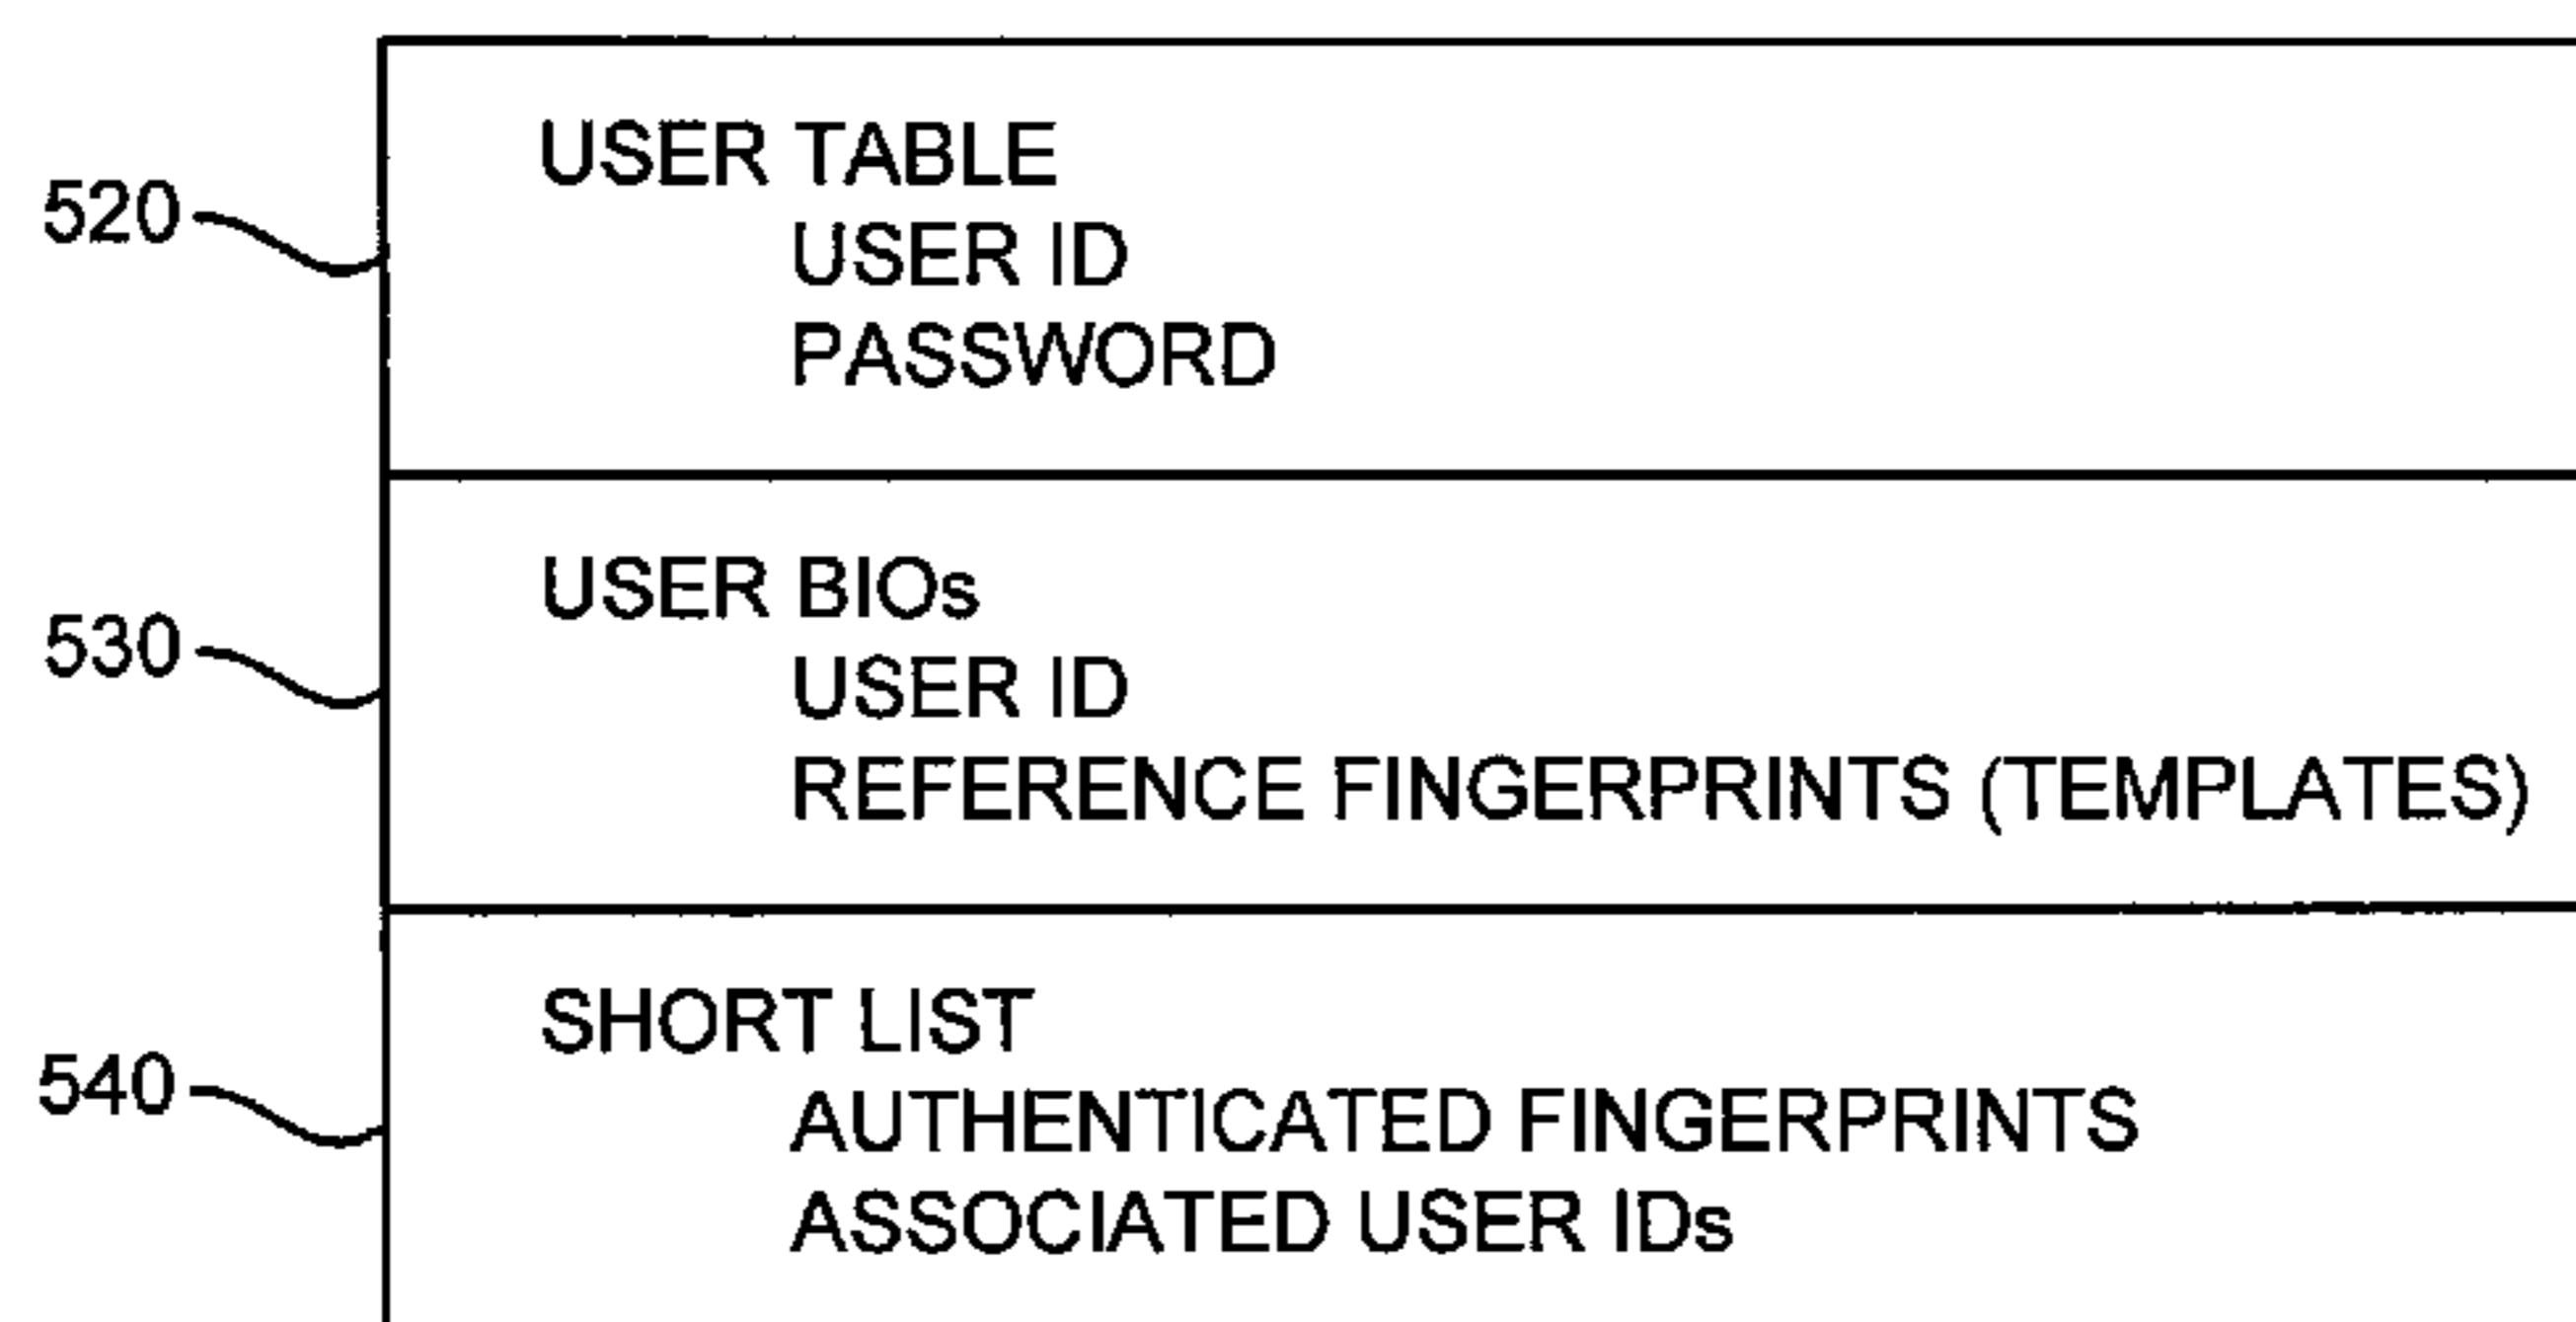 USER TABLE
520
USER ID
PASSWORD
USER BIOs
530
USER ID
REFERENCE FINGERPRINTS (TEMPLATES)
SHORT LIST
540
AUTHENTICATED FINGERPRINTS
ASSOCIATED USER IDs